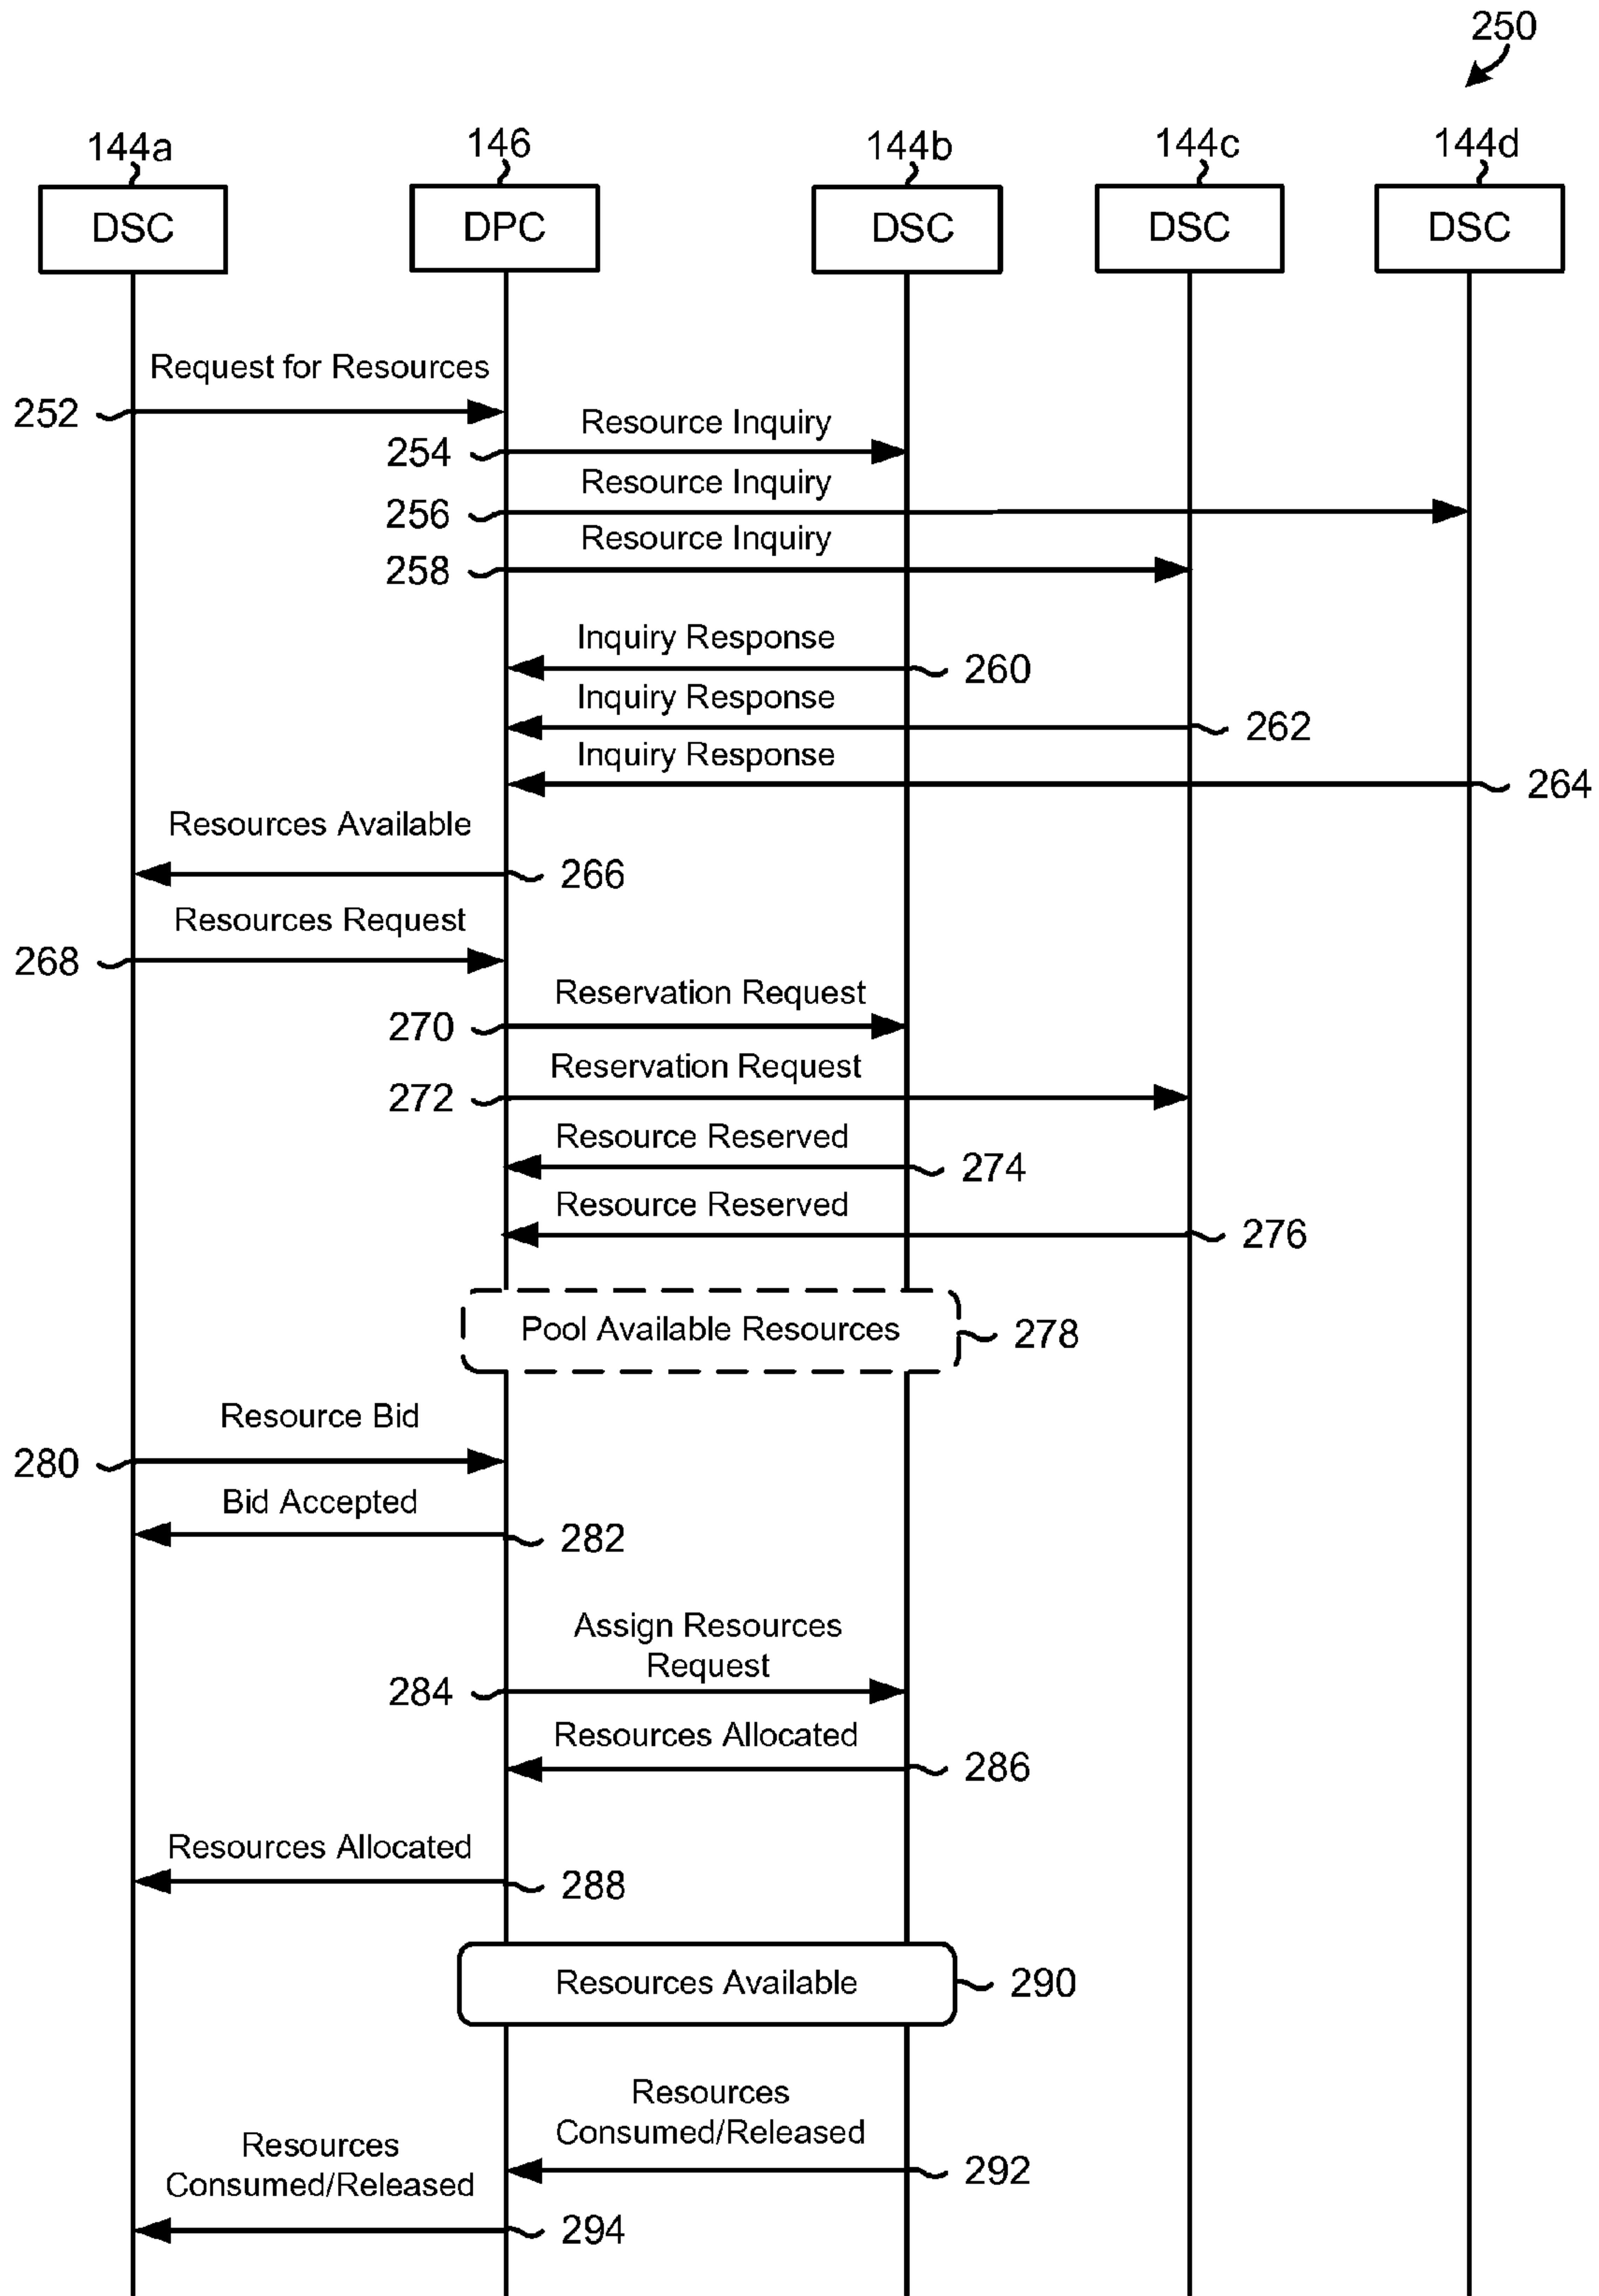 250
144a
146
144b
144c
144d
DSC
DPC
DSC
DSC
DSC
Request for Resources
252
Resource Inquiry
254
Resource Inquiry
256
Resource Inquiry
258
Inquiry Response
260
Inquiry Response
262
Inquiry Response
264
Resources Available
266
Resources Request
268
Reservation Request
270
Reservation Request
272
Resource Reserved
274
Resource Reserved
276
Pool Available Resources
278
Resource Bid
280
Bid Accepted
282
Assign Resources
Request
284
Resources Allocated
286
Resources Allocated
288
Resources Available
290
Resources
Consumed/Released
292
Resources
Consumed/Released
294